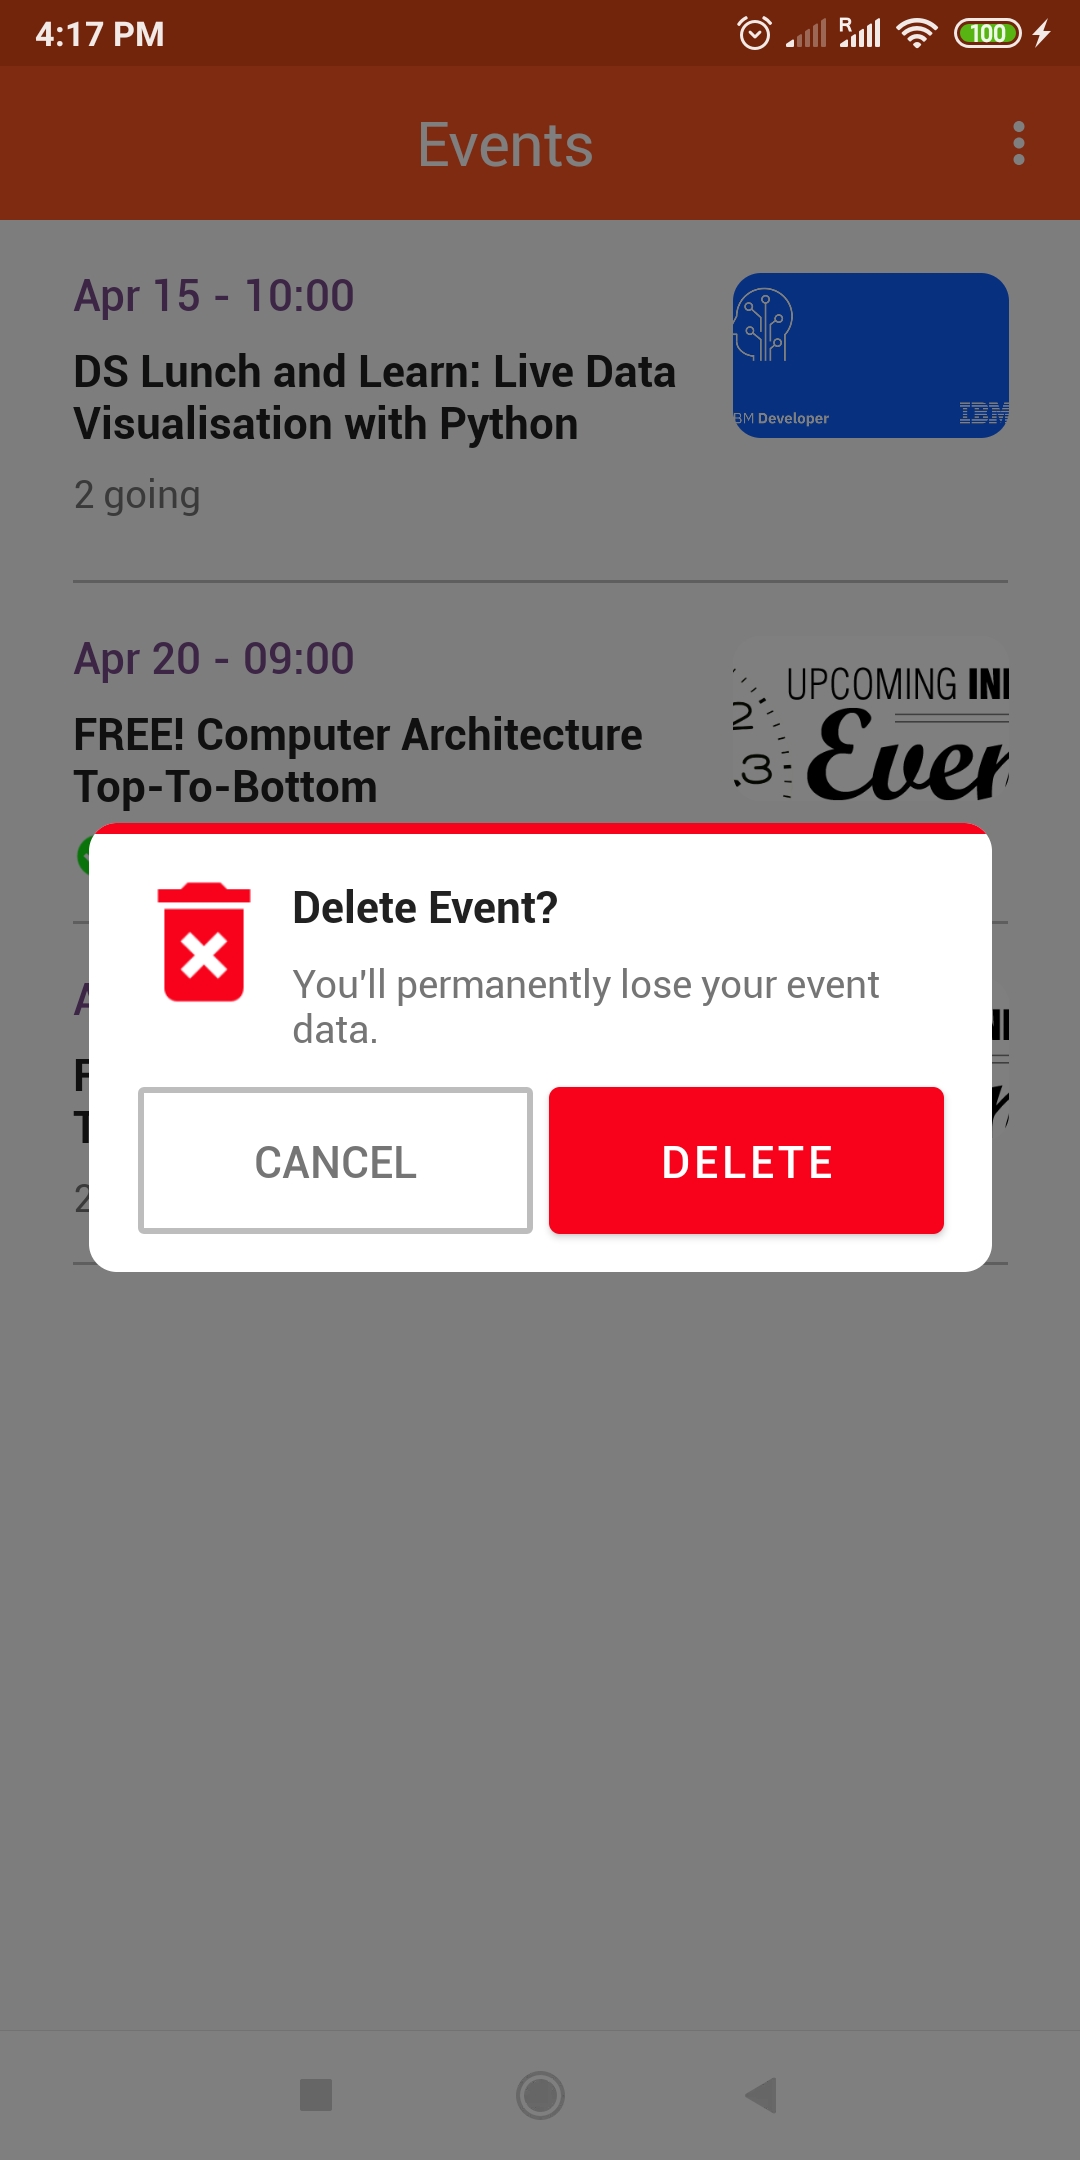 4:17 PM
R
100
Events
Apr 15 - 10:00
DS Lunch and Learn: Live Data
Visualisation with Python
2 going
BM Developer
IBM
Apr 20 - 09:00
FREE! Computer Architecture
Top-To-Bottom
UPCOMING
2
3
Delete Event?
You'll permanently lose your event
data.
CANCEL
DELETE